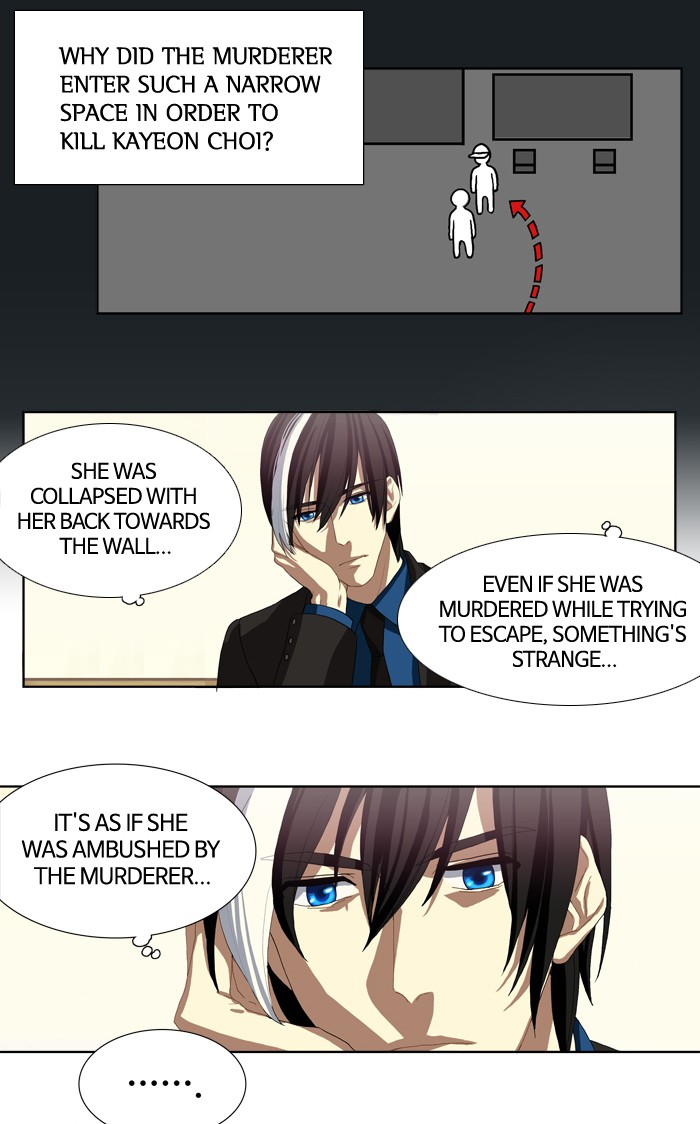 WHY DID THE MURDERER
ENTER SUCH A NARROW
SPACE IN ORDER TO
KILL KAYEON CHOI?
SHE WAS
COLLAPSED WITH
HER BACK TOWARDS
THE WALL...
EVEN IF SHE WAS
MURDERED WHILE TRYING
TO ESCAPE, SOMETHING'S
STRANGE...
IT'S AS IF SHE
WAS AMBUSHED BY
THE MURDERER...
.......